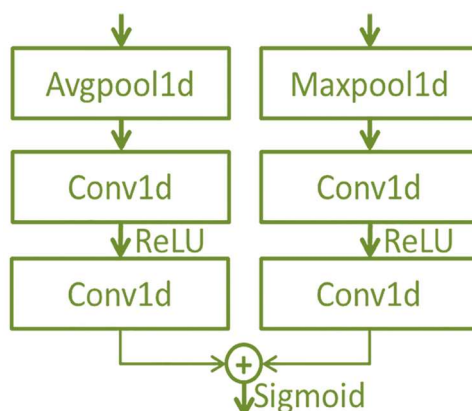 Avgpool1d
Maxpool1d
Conv1d
Conv1d
ReLU
ReLU
Conv1d
Conv1d
+
Sigmoid